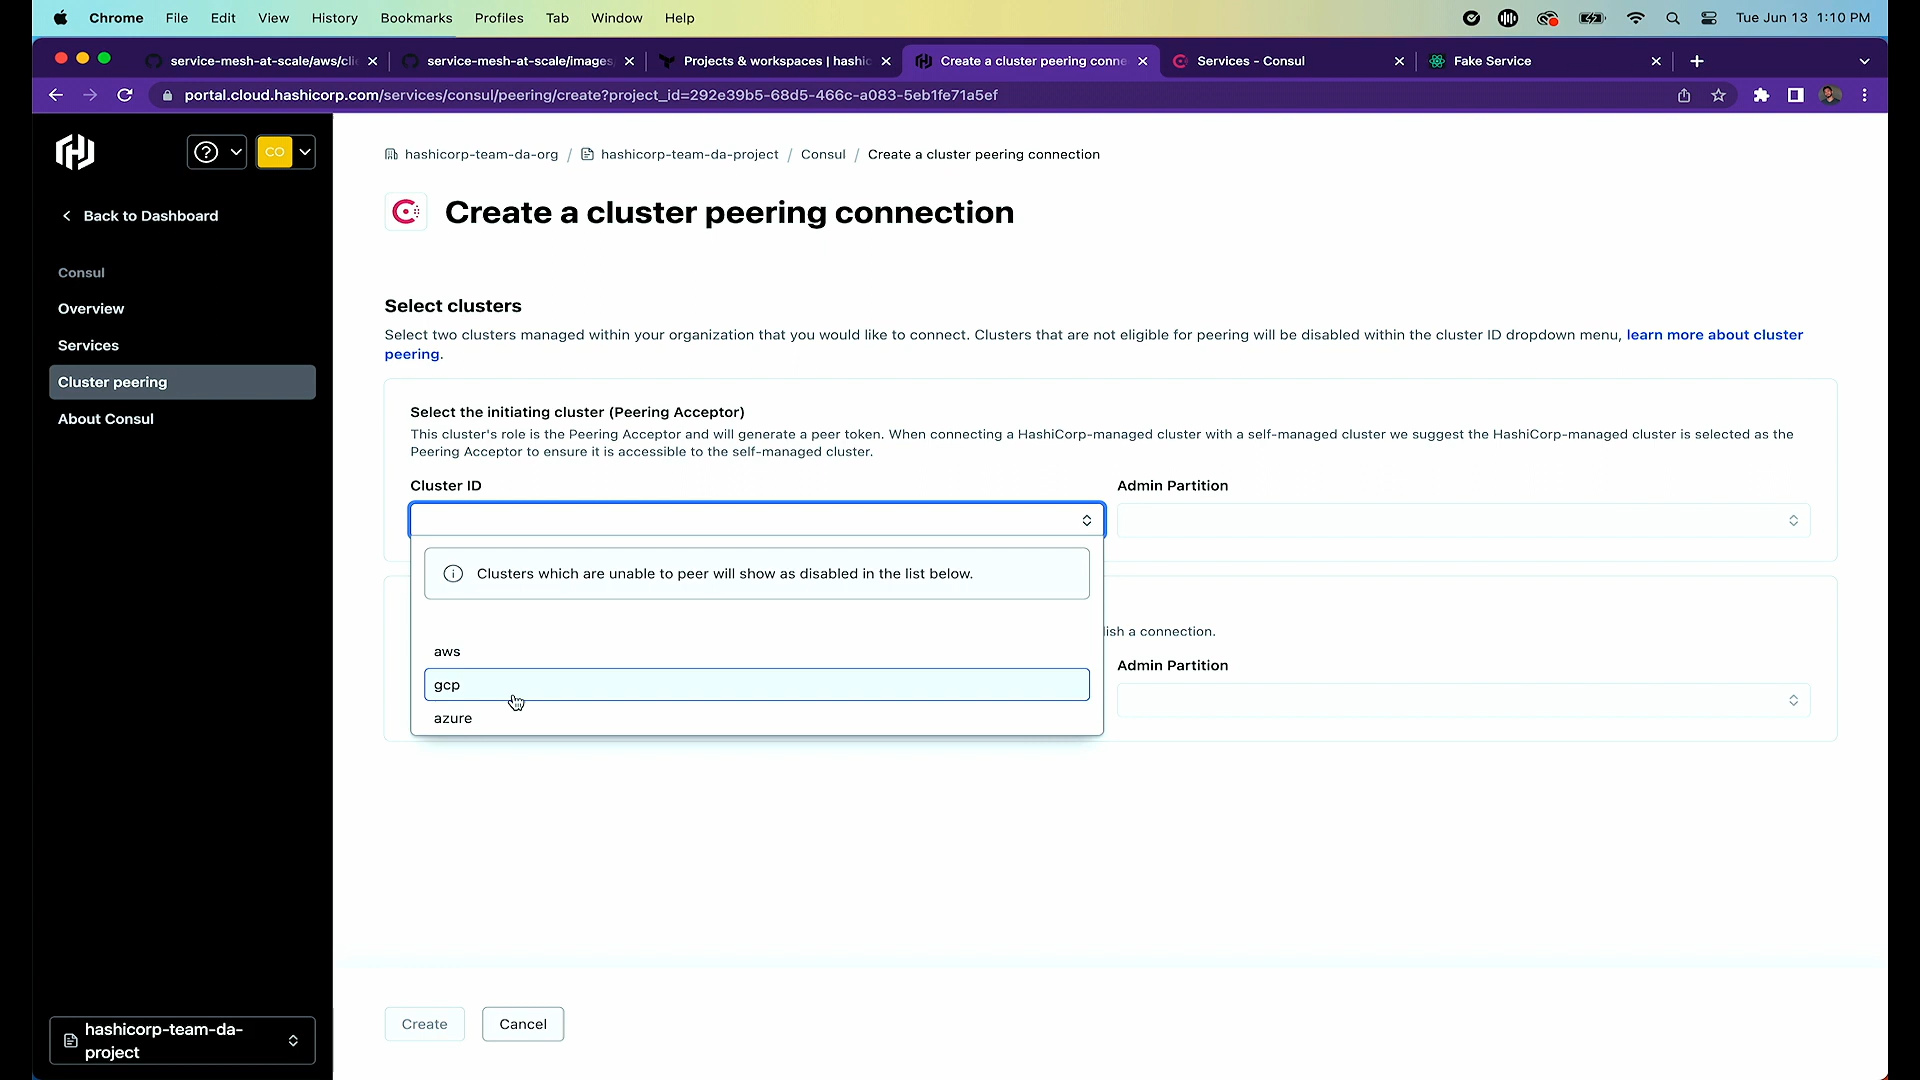 Chrome File Edit View History Bookmarks Profiles Tab Window Help Tue Jun 13 1:10 PM
service-mesh-at-scale/aws/clie service-mesh-at-scale/images, Projects & workspaces | hashic Create a cluster peering conne Services - Consul Fake Service
portal.cloud.hashicorp.com/services/consul/peering/create?project_id=292e39b5-68d5-466c-a083-5eb1fe71a5ef
CO
Back to Dashboard
Consul
Overview
Services
Cluster peering
About Consul
hashicorp-team-da-
project
hashicorp-team-da-org / hashicorp-team-da-project / Consul / Create a cluster peering connection
Create a cluster peering connection
Select clusters
Select two clusters managed within your organization that you would like to connect. Clusters that are not eligible for peering will be disabled within the cluster ID dropdown menu, learn more about cluster
peering.
Select the initiating cluster (Peering Acceptor)
This cluster's role is the Peering Acceptor and will generate a peer token. When connecting a HashiCorp-managed cluster with a self-managed cluster we suggest the HashiCorp-managed cluster is selected as the
Peering Acceptor to ensure it is accessible to the self-managed cluster.
Cluster ID Admin Partition
Clusters which are unable to peer will show as disabled in the list below.
aws
gcp
azure
lish a connection.
Admin Partition
Create Cancel